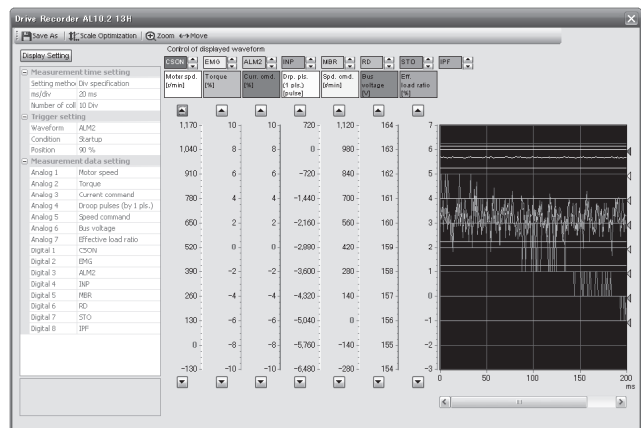 Drive Recorder AL10.2 13H
Save As Scale Optimization Zoom Move
Display Setting
Control of displayed waveform
CSON EMG ALM2 INP MBR RD STO IPF
Motor spd. [r/min]
Torque [%]
Curr. cmd. [%]
Drp. pls. (1 pls.) [pulse]
Spd. cmd. [r/min]
Bus voltage [V]
Eff. load ratio [%]
Measurement time setting
Setting metho Div specification
ms/div 20 ms
Number of coll 10 Div
Trigger setting
Waveform ALM2
Condition Startup
Position 90 %
Measurement data setting
Analog 1 Motor speed
Analog 2 Torque
Analog 3 Current command
Analog 4 Droop pulses (by 1 pls.)
Analog 5 Speed command
Analog 6 Bus voltage
Analog 7 Effective load ratio
Digital 1 CSON
Digital 2 EMG
Digital 3 ALM2
Digital 4 INP
Digital 5 MBR
Digital 6 RD
Digital 7 STO
Digital 8 IPF
1,170 10 10 720 1,120 164 7
1,040 8 8 0 980 163 6
910 6 6 -720 840 162 5
780 4 4 -1,440 700 161 4
650 2 2 -2,160 560 160 3
520 0 0 -2,880 420 159 2
390 -2 -2 -3,600 280 158 1
260 -4 -4 -4,320 140 157 0
130 -6 -6 -5,040 0 156 -1
0 -8 -8 -5,760 -140 155 -2
-130 -10 -10 -6,480 -280 154 -3
0 50 100 150 200
ms